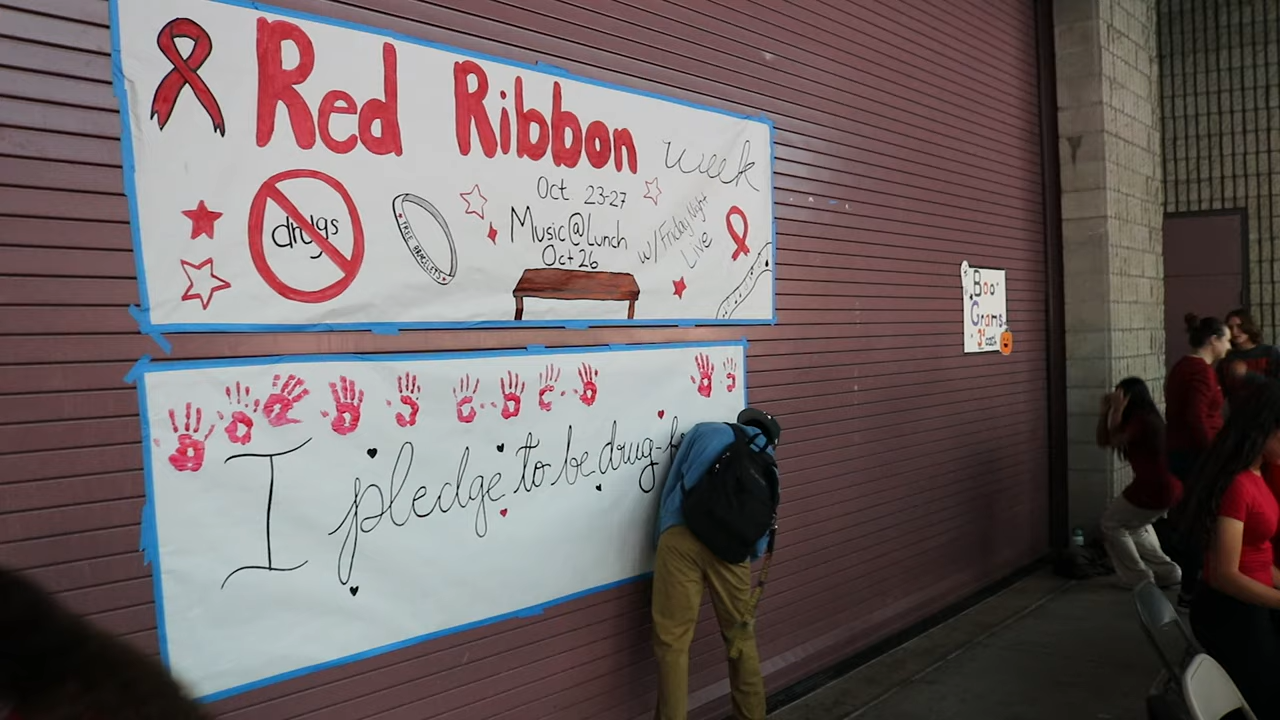 Red Ribbon week
drugs
FREE BRACELETS
Oct 23-27
Music@Lunch
Oct 26
w/Friday Night
Live
I pledge to be drug-f
Boo-
Grams